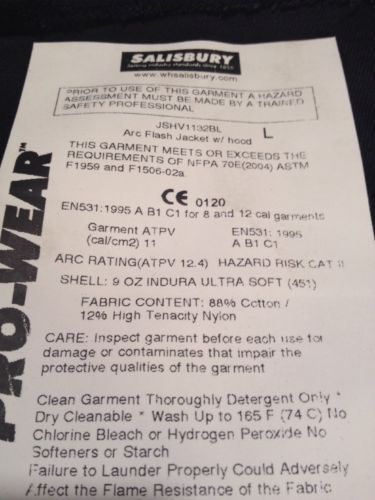 SALISBURY
Setting industry standards since 1855
www.whsalisbury.com
PRIOR TO USE OF THIS GARMENT A HAZARD
ASSESSMENT MUST BE MADE BY A TRAINED
SAFETY PROFESSIONAL
JSHV1132BL
L
Arc Flash Jacket w/ hood
THIS GARMENT MEETS OR EXCEEDS THE
REQUIREMENTS OF NFPA 70E(2004) ASTM
F1959 and F1506-02a
CE 0120
EN531:1995 A B1 C1 for 8 and 12 cal garments
Garment ATPV EN531: 1995
(cal/cm2) 11 A B1 C1
ARC RATING(ATPV 12.4) HAZARD RISK CAT II
SHELL: 9 OZ INDURA ULTRA SOFT (451)
FABRIC CONTENT: 88% Cotton /
12% High Tenacity Nylon
CARE: Inspect garment before each use for
damage or contaminates that impair the
protective qualities of the garment
Clean Garment Thoroughly Detergent Only *
Dry Cleanable * Wash Up to 165 F (74 C) No
Chlorine Bleach or Hydrogen Peroxide No
Softeners or Starch
Failure to Launder Properly Could Adversely
Affect the Flame Resistance of the Fabric
PRO-WEAR™